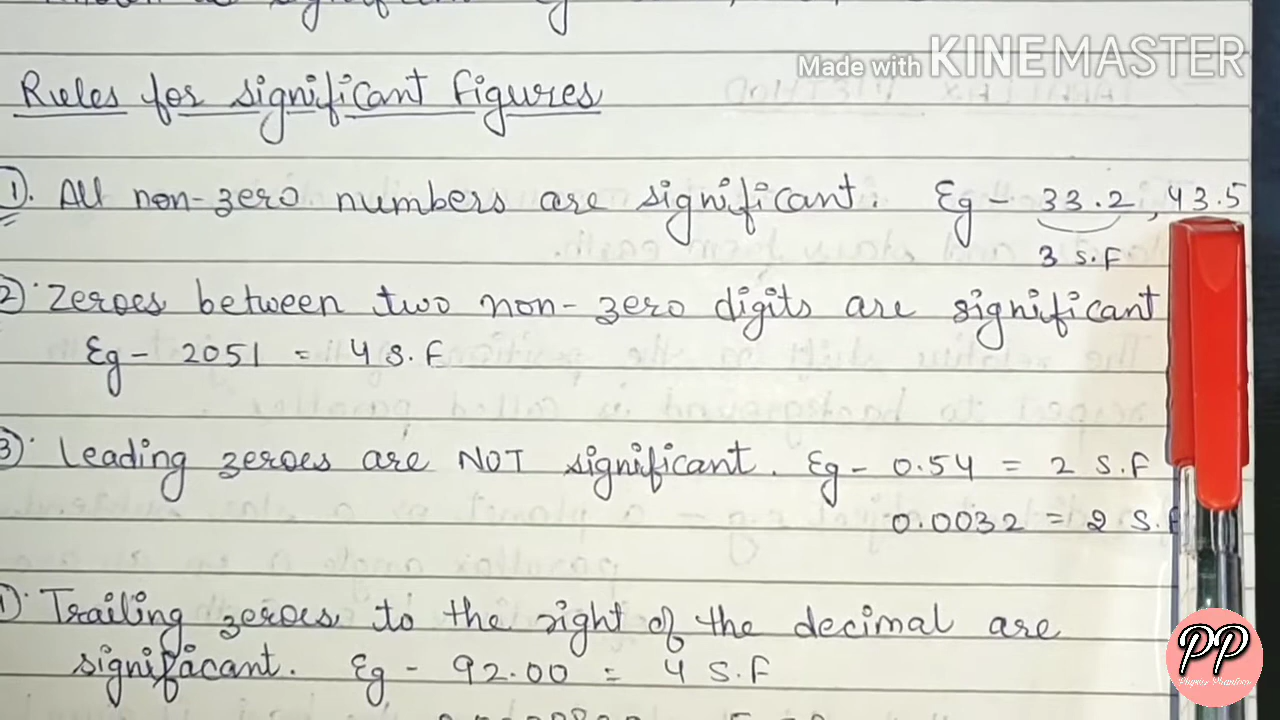 Made with KINEMASTER
Rules for significant figures
1). All non-zero numbers are significant. Eg - 33.2, 43.5
3 S.F
2). Zeroes between two non-zero digits are significant
Eg - 2051 = 4 S.F
3). Leading zeroes are NOT significant. Eg - 0.54 = 2 S.F
0.0032 = 2 S.F
Trailing zeroes to the right of the decimal are
significant. Eg - 92.00 = 4 S.F
PP